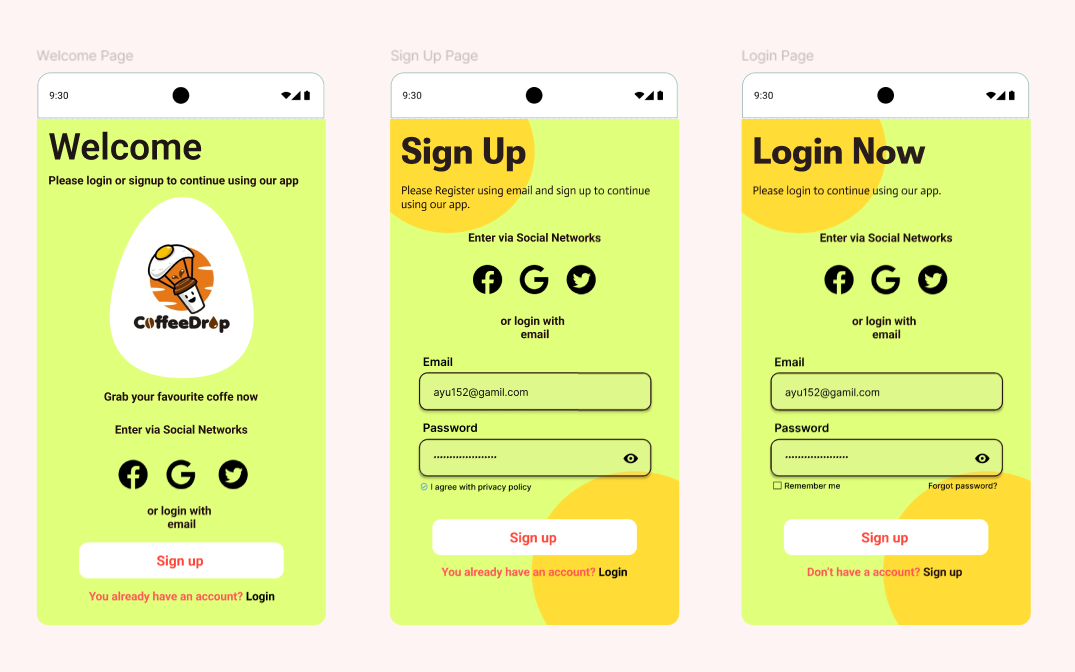 Welcome Page
9:30
Welcome
Please login or signup to continue using our app
CoffeeDrop
Grab your favourite coffe now
Enter via Social Networks
or login with
email
Sign up
You already have an account? Login
Sign Up Page
9:30
Sign Up
Please Register using email and sign up to continue
using our app.
Enter via Social Networks
or login with
email
Email
ayu152@gamil.com
Password
I agree with privacy policy
Sign up
You already have an account? Login
Login Page
9:30
Login Now
Please login to continue using our app.
Enter via Social Networks
or login with
email
Email
ayu152@gamil.com
Password
Remember me Forgot password?
Sign up
Don't have a account? Sign up